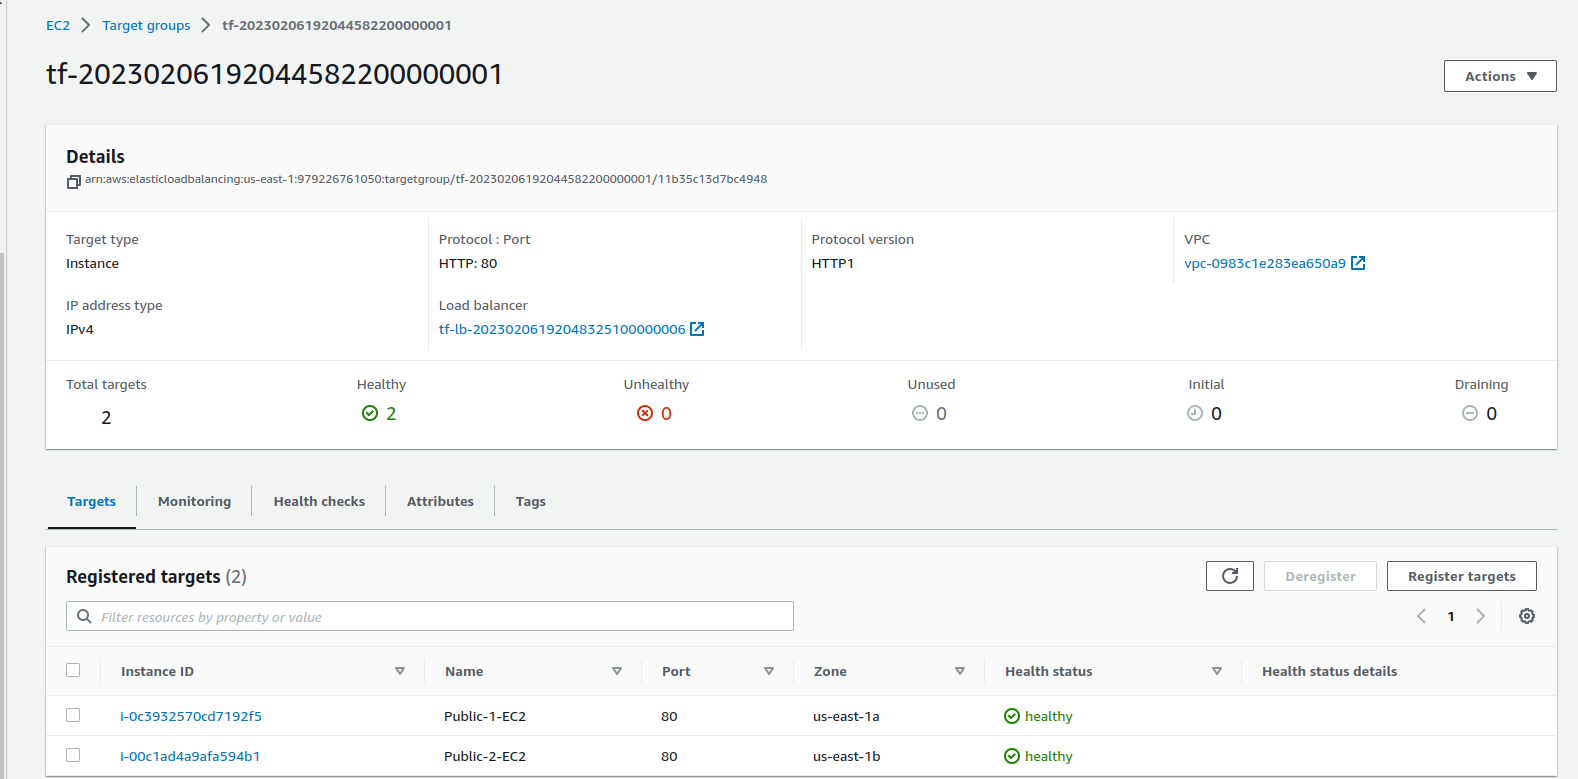 EC2 > Target groups > tf-20230206192044582200000001
tf-20230206192044582200000001
Actions
Details
arn:aws:elasticloadbalancing:us-east-1:979226761050:targetgroup/tf-20230206192044582200000001/11b35c13d7bc4948
Target type Protocol : Port Protocol version VPC
Instance HTTP: 80 HTTP1 vpc-0983c1e283ea650a9
IP address type Load balancer
IPv4 tf-lb-20230206192048325100000006
Total targets Healthy Unhealthy Unused Initial Draining
2 2 0 0 0 0
Targets Monitoring Health checks Attributes Tags
Registered targets (2) Deregister Register targets
Filter resources by property or value 1
Instance ID Name Port Zone Health status Health status details
i-0c3932570cd7192f5 Public-1-EC2 80 us-east-1a healthy
i-00c1ad4a9afa594b1 Public-2-EC2 80 us-east-1b healthy